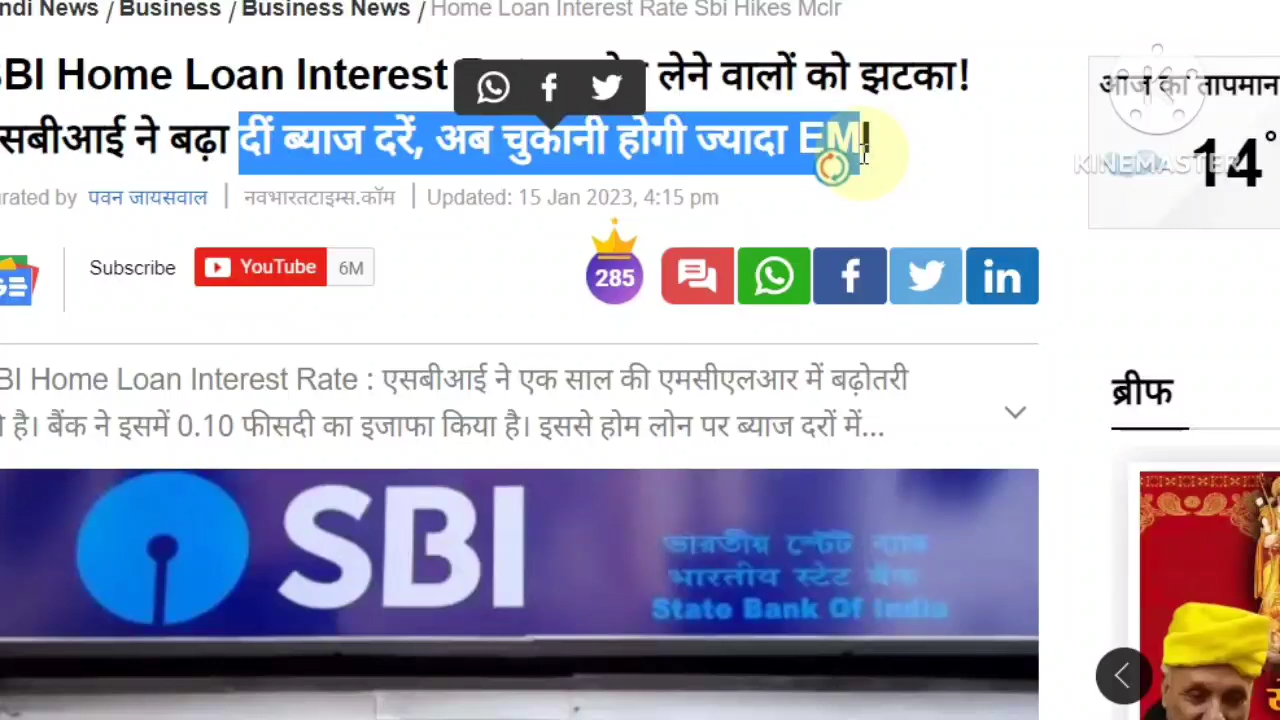 ndi News / Business / Business News / Home Loan Interest Rate Sbi Hikes Mclr
SBI Home Loan Interest लेने वालों को झटका!
सबीआई ने बढ़ा दीं ब्याज दरें, अब चुकानी होगी ज्यादा EMI
rated by पवन जायसवाल | नवभारतटाइम्स.कॉम | Updated: 15 Jan 2023, 4:15 pm
Subscribe YouTube 6M
285
BI Home Loan Interest Rate : एसबीआई ने एक साल की एमसीएलआर में बढ़ोतरी
है। बैंक ने इसमें 0.10 फीसदी का इजाफा किया है। इससे होम लोन पर ब्याज दरों में...
SBI
भारतीय स्टेट बैंक
State Bank Of India
आज का तापमान
14°
KINEMASTER
ब्रीफ